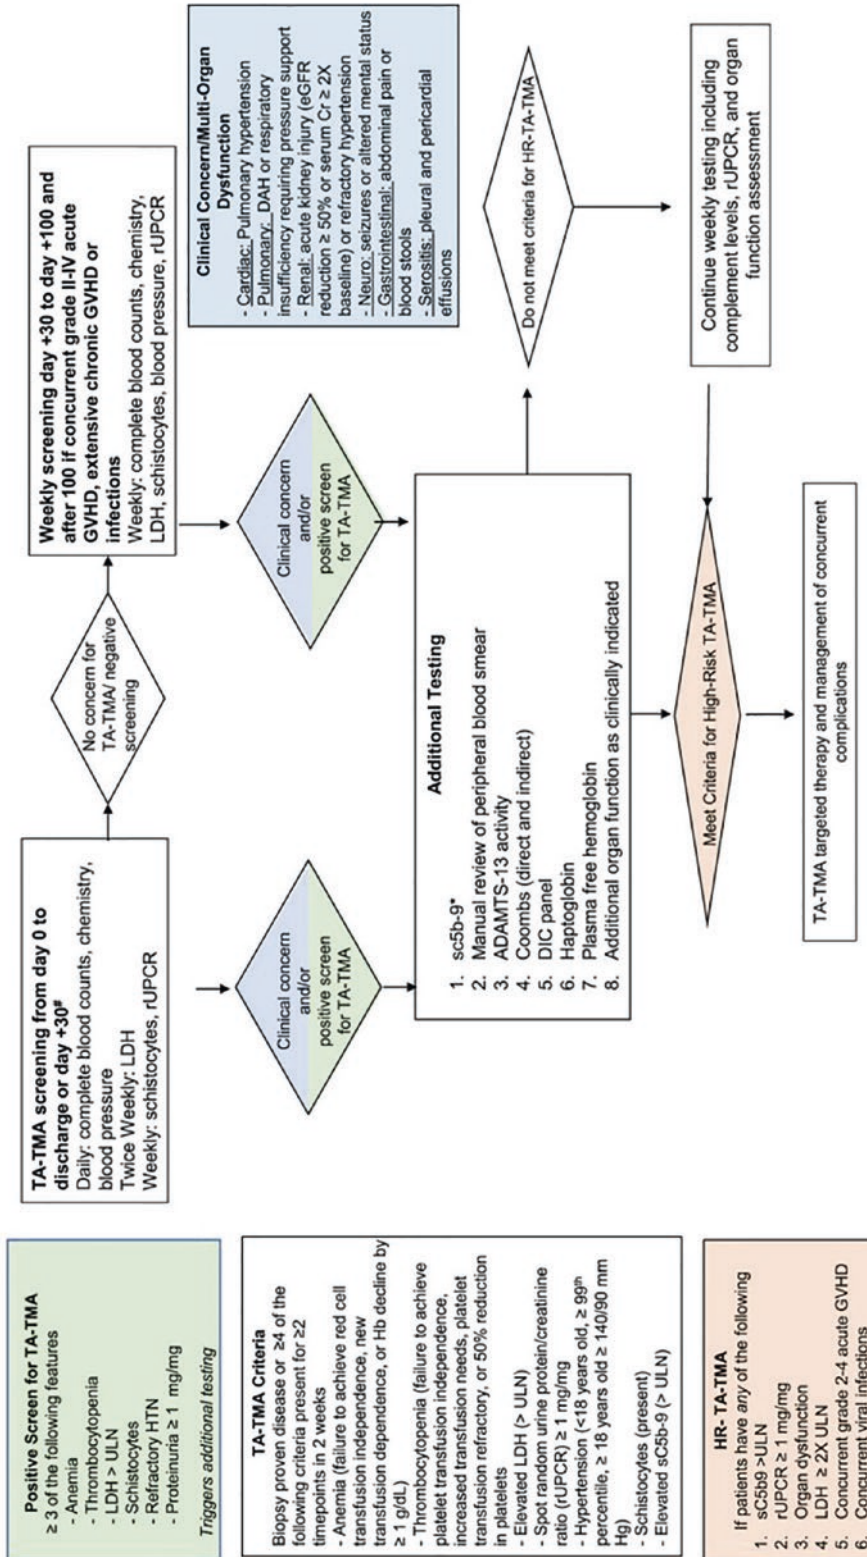 Positive Screen for TA-TMA
≥ 3 of the following features
- Anemia
- Thrombocytopenia
- LDH > ULN
- Schistocytes
- Refractory HTN
- Proteinuria ≥ 1 mg/mg
Triggers additional testing
TA-TMA Criteria
Biopsy proven disease or ≥4 of the
following criteria present for ≥2
timepoints in 2 weeks
- Anemia (failure to achieve red cell
transfusion independence, new
transfusion dependence, or Hb decline by
≥ 1 g/dL)
- Thrombocytopenia (failure to achieve
platelet transfusion independence,
increased transfusion needs, platelet
transfusion refractory, or 50% reduction
in platelets
- Elevated LDH (> ULN)
- Spot random urine protein/creatinine
ratio (rUPCR) ≥ 1 mg/mg
- Hypertension (<18 years old, ≥ 99th
percentile, ≥ 18 years old ≥ 140/90 mm
Hg)
- Schistocytes (present)
- Elevated sC5b-9 (> ULN)
HR- TA-TMA
If patients have any of the following
1. sC5b9 >ULN
2. rUPCR ≥ 1 mg/mg
3. Organ dysfunction
4. LDH ≥ 2X ULN
5. Concurrent grade 2-4 acute GVHD
6. Concurrent viral infections
TA-TMA screening from day 0 to
discharge or day +30#
Daily: complete blood counts, chemistry,
blood pressure
Twice Weekly: LDH
Weekly: schistocytes, rUPCR
No concern for
TA-TMA/ negative
screening
Weekly screening day +30 to day +100 and
after 100 if concurrent grade II-IV acute
GVHD, extensive chronic GVHD or
infections
Weekly: complete blood counts, chemistry,
LDH, schistocytes, blood pressure, rUPCR
Clinical concern
and/or
positive screen
for TA-TMA
Clinical concern
and/or
positive screen
for TA-TMA
Clinical Concern/Multi-Organ
Dysfunction
- Cardiac: Pulmonary hypertension
- Pulmonary: DAH or respiratory
insufficiency requiring pressure support
- Renal: acute kidney injury (eGFR
reduction ≥ 50% or serum Cr ≥ 2X
baseline) or refractory hypertension
- Neuro: seizures or altered mental status
- Gastrointestinal: abdominal pain or
blood stools
- Serositis: pleural and pericardial
effusions
Additional Testing
1. sc5b-9*
2. Manual review of peripheral blood smear
3. ADAMTS-13 activity
4. Coombs (direct and indirect)
5. DIC panel
6. Haptoglobin
7. Plasma free hemoglobin
8. Additional organ function as clinically indicated
Do not meet criteria for HR-TA-TMA
Meet Criteria for High-Risk TA-TMA
Continue weekly testing including
complement levels, rUPCR, and organ
function assessment
TA-TMA targeted therapy and management of concurrent
complications